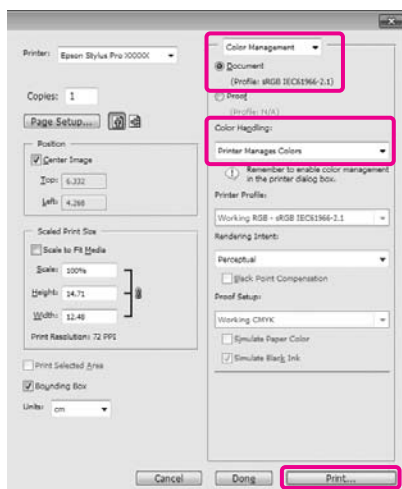 Printer:
Epson Stylus Pro XXXXX
Copies:
1
Page Setup...
Position
Center Image
Top:
6.332
Left:
4.268
Scaled Print Size
Scale to Fit Media
Scale:
100%
Height:
14.71
Width:
12.48
Print Resolution: 72 PPI
Print Selected Area
Bounding Box
Units:
cm
Color Management
Document
(Profile: sRGB IEC61966-2.1)
Proof
(Profile: N/A)
Color Handling:
Printer Manages Colors
Remember to enable color management
in the printer dialog box.
Printer Profile:
Working RGB - sRGB IEC61966-2.1
Rendering Intent:
Perceptual
Black Point Compensation
Proof Setup:
Working CMYK
Simulate Paper Color
Simulate Black Ink
Cancel
Done
Print...